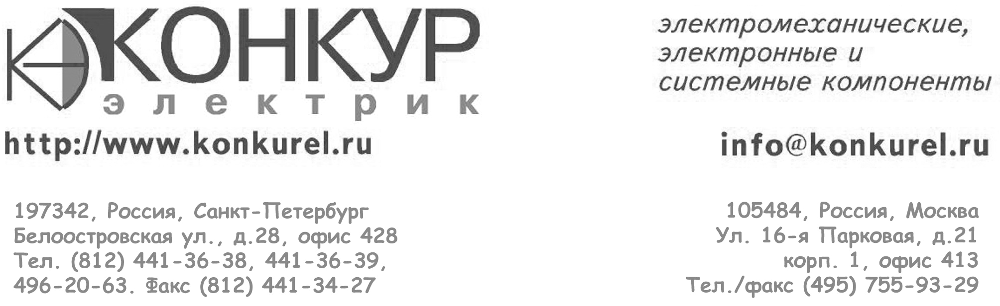 КОНКУР
электрик
электромеханические,
электронные и
системные компоненты
http://www.konkurel.ru
info@konkurel.ru
197342, Россия, Санкт-Петербург
Белоостровская ул., д.28, офис 428
Тел. (812) 441-36-38, 441-36-39,
496-20-63. Факс (812) 441-34-27
105484, Россия, Москва
Ул. 16-я Парковая, д.21
корп. 1, офис 413
Тел./факс (495) 755-93-29